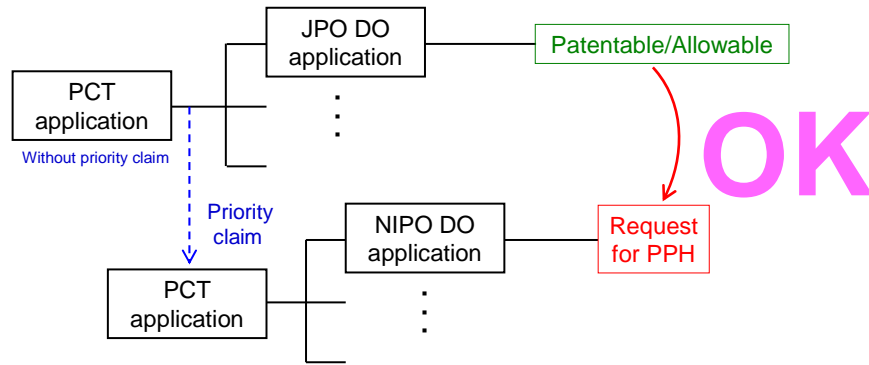 JPO DO
application
Patentable/Allowable
PCT
application
Without priority claim
OK
Priority
claim
NIPO DO
application
Request
for PPH
PCT
application